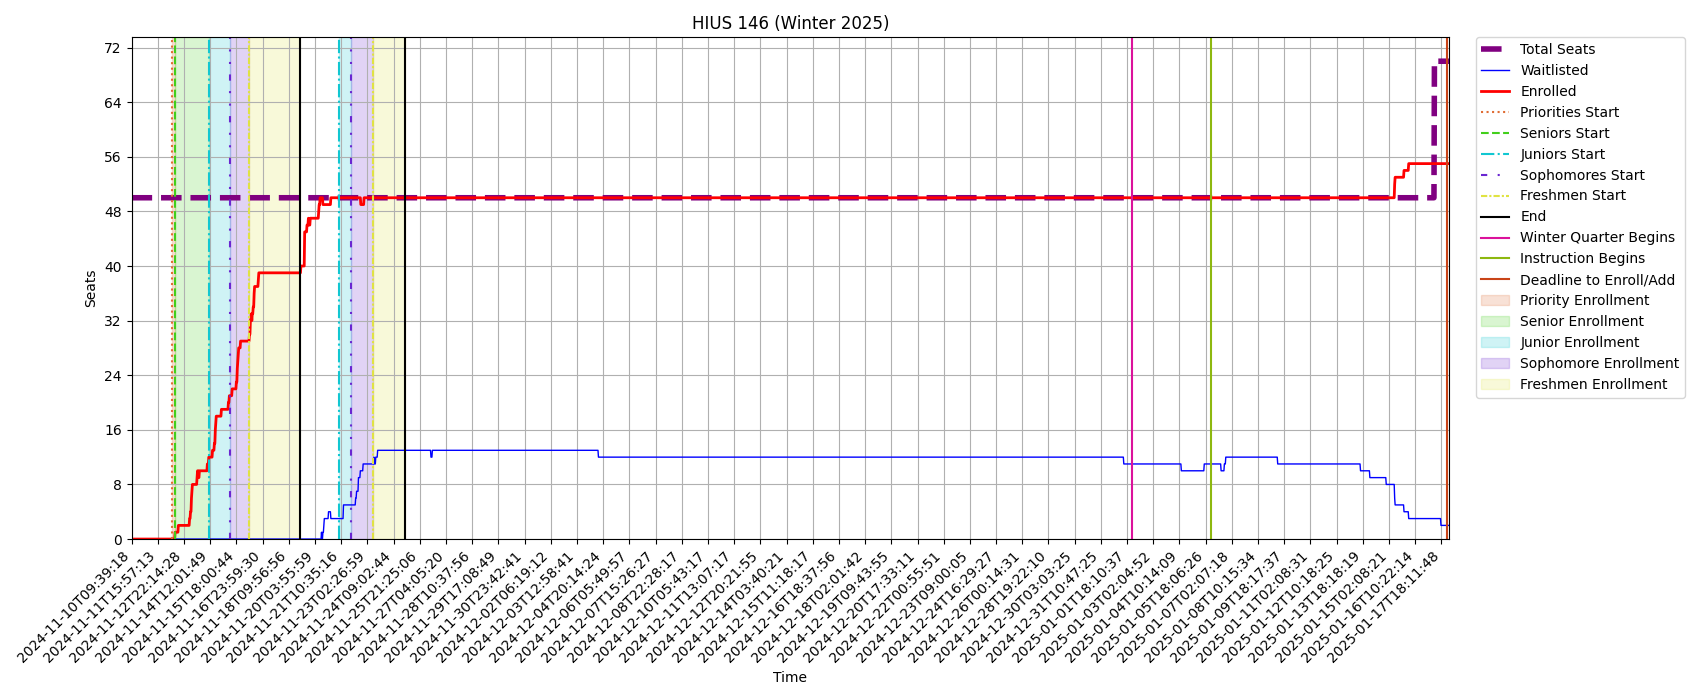 HIUS 146 (Winter 2025)
72
64
56
48
40
32
24
16
8
0
Seats
2024-11-10T09:39:18
2024-11-11T15:57:13
2024-11-12T22:14:28
2024-11-14T12:01:49
2024-11-15T18:00:44
2024-11-16T23:59:30
2024-11-18T09:56:56
2024-11-20T03:55:59
2024-11-21T10:35:16
2024-11-23T02:26:59
2024-11-24T09:02:44
2024-11-25T21:25:06
2024-11-27T04:05:20
2024-11-28T10:37:56
2024-11-29T17:08:49
2024-11-30T23:42:41
2024-12-02T06:19:12
2024-12-03T12:58:41
2024-12-04T20:14:24
2024-12-06T05:49:57
2024-12-07T15:26:27
2024-12-08T22:28:17
2024-12-10T05:43:17
2024-12-11T13:07:17
2024-12-12T20:21:55
2024-12-14T03:40:21
2024-12-15T11:18:17
2024-12-16T18:37:56
2024-12-18T02:01:42
2024-12-19T09:43:55
2024-12-20T17:33:11
2024-12-22T00:55:51
2024-12-23T09:00:05
2024-12-24T16:29:27
2024-12-26T00:14:31
2024-12-28T19:22:10
2024-12-30T03:03:25
2024-12-31T10:47:25
2025-01-01T18:10:37
2025-01-03T02:04:52
2025-01-04T10:14:09
2025-01-05T18:06:26
2025-01-07T02:07:18
2025-01-08T10:15:34
2025-01-09T18:17:37
2025-01-11T02:08:31
2025-01-12T10:18:25
2025-01-13T18:18:19
2025-01-15T02:08:21
2025-01-16T10:22:14
2025-01-17T18:11:48
Time
Total Seats
Waitlisted
Enrolled
Priorities Start
Seniors Start
Juniors Start
Sophomores Start
Freshmen Start
End
Winter Quarter Begins
Instruction Begins
Deadline to Enroll/Add
Priority Enrollment
Senior Enrollment
Junior Enrollment
Sophomore Enrollment
Freshmen Enrollment